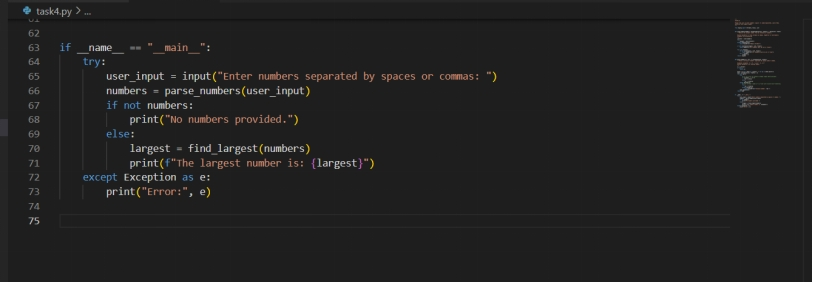 task4.py > ...
62
63 if __name__ == "__main__":
64     try:
65         user_input = input("Enter numbers separated by spaces or commas: ")
66         numbers = parse_numbers(user_input)
67         if not numbers:
68             print("No numbers provided.")
69         else:
70             largest = find_largest(numbers)
71             print(f"The largest number is: {largest}")
72     except Exception as e:
73         print("Error:", e)
74
75